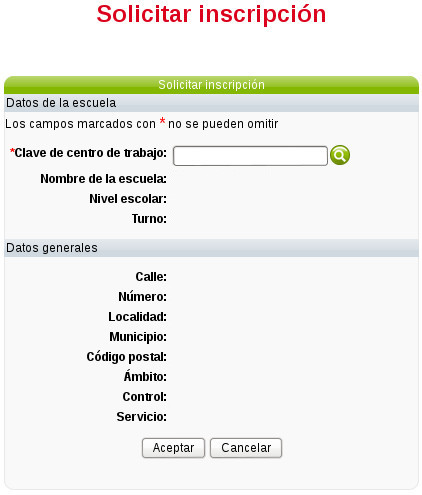 Solicitar inscripción
Solicitar inscripción
Datos de la escuela
Los campos marcados con * no se pueden omitir
*Clave de centro de trabajo:
Nombre de la escuela:
Nivel escolar:
Turno:
Datos generales
Calle:
Número:
Localidad:
Municipio:
Código postal:
Ámbito:
Control:
Servicio:
Aceptar Cancelar